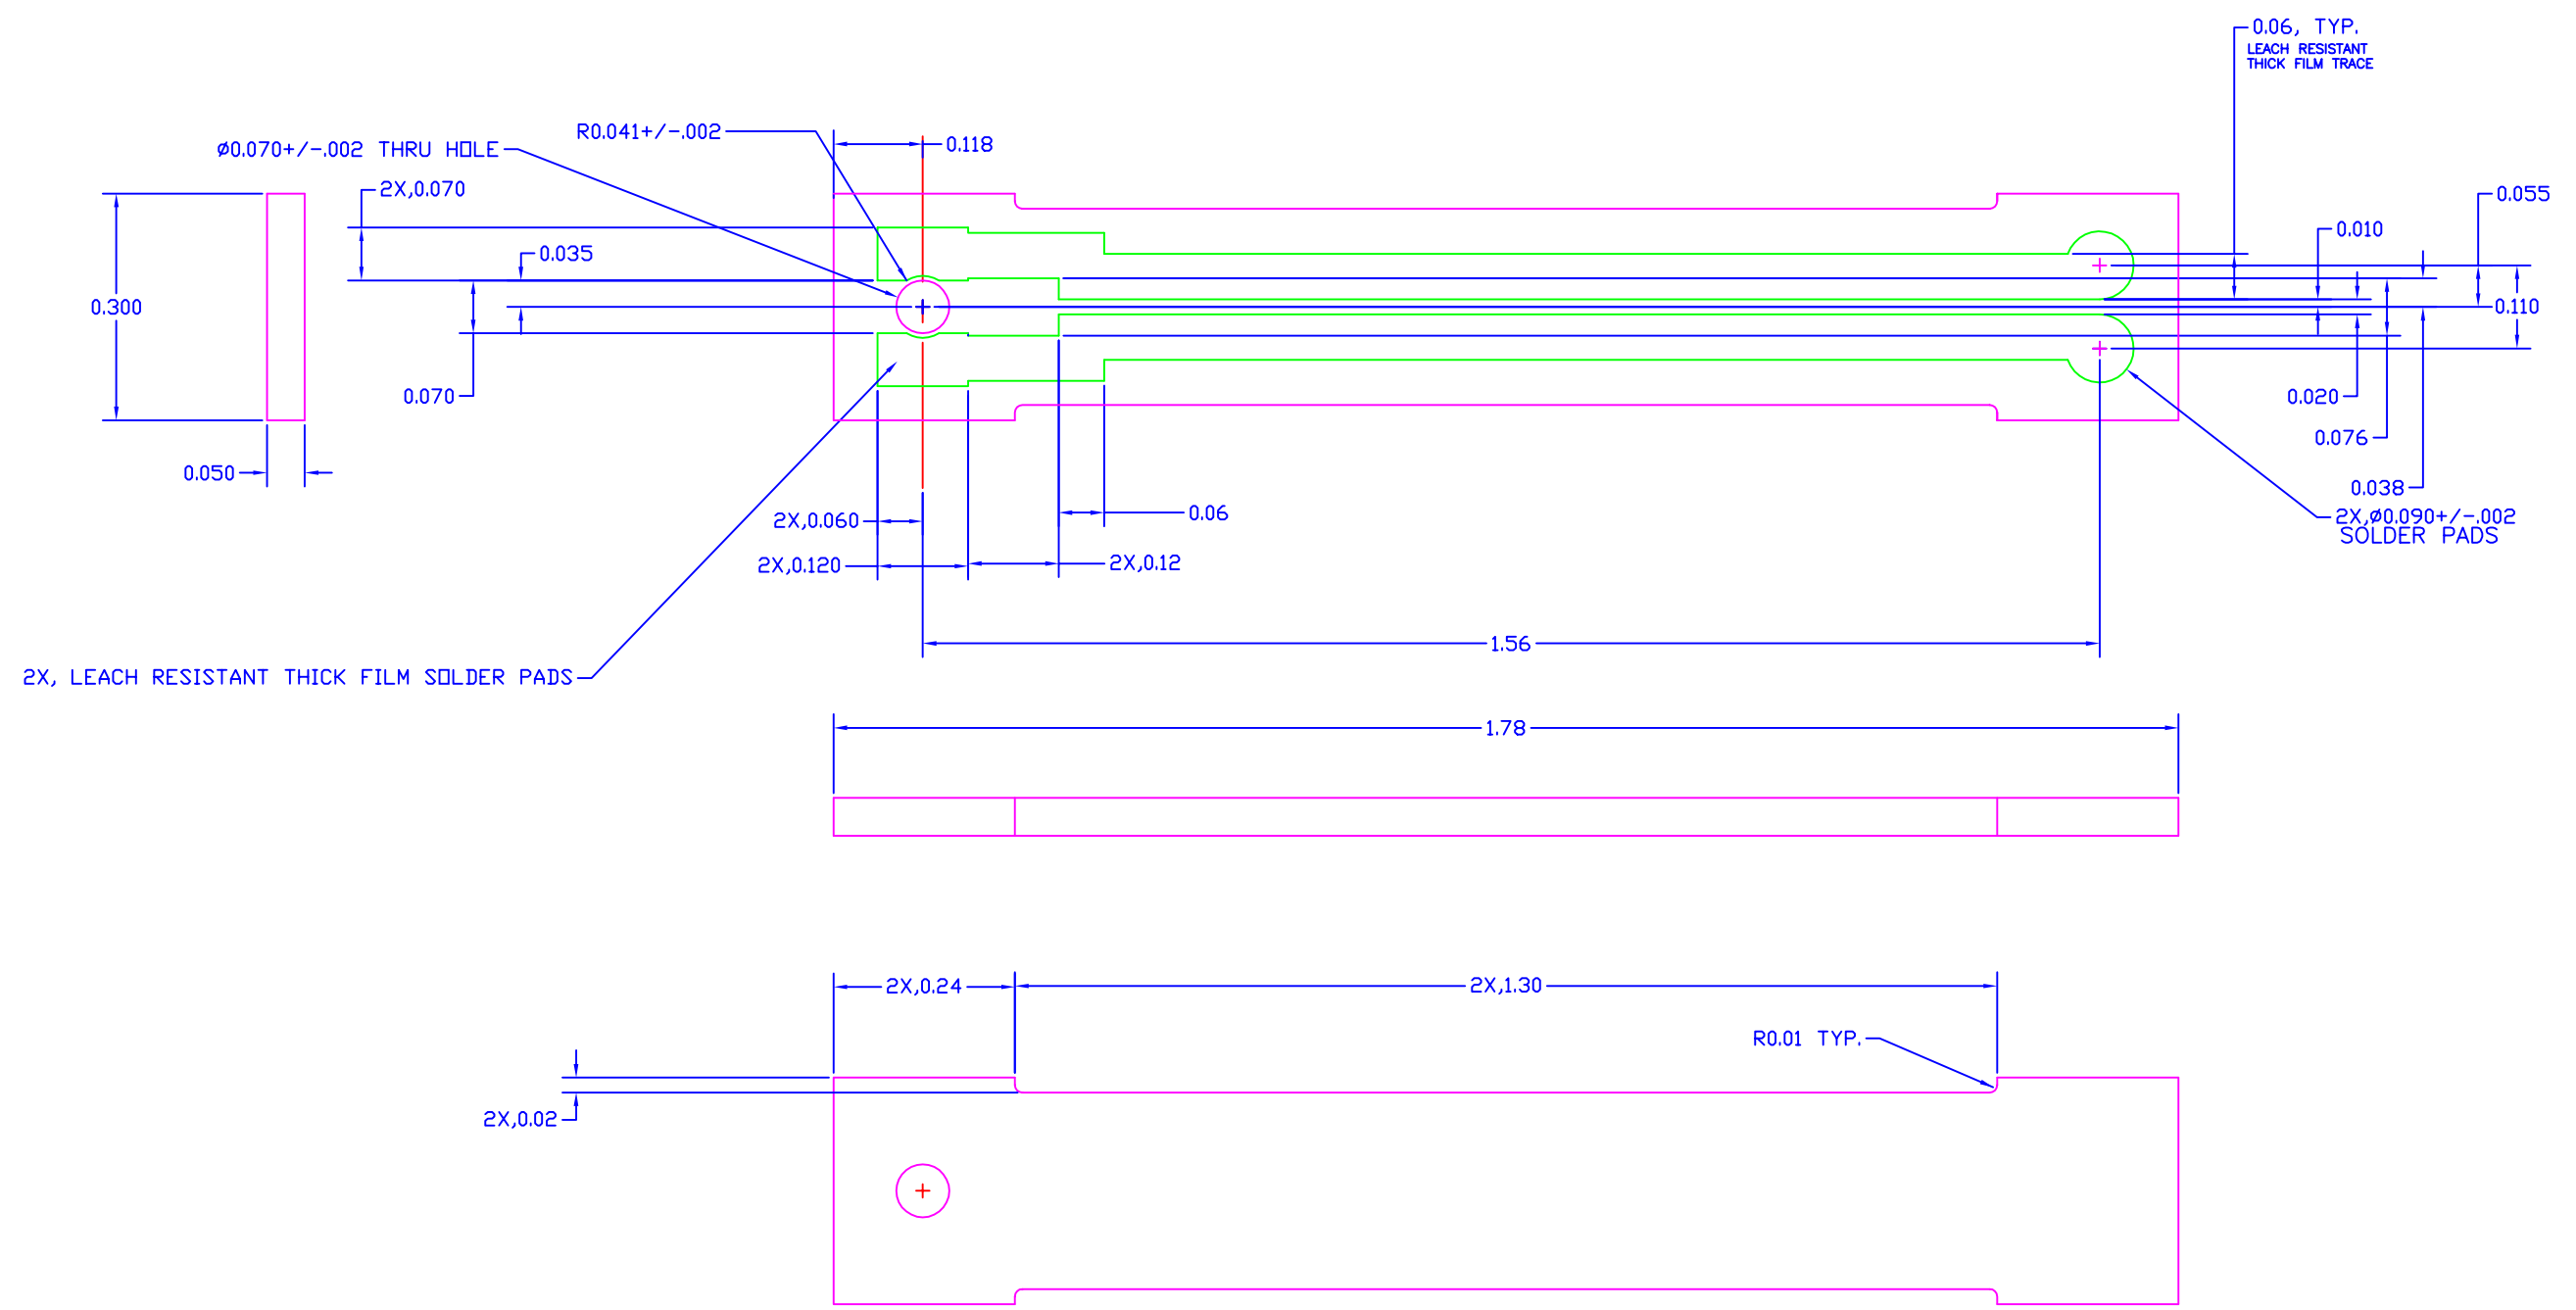 0.06, TYP.
LEACH RESISTANT
THICK FILM TRACE
R0.041+/-.002
0.118
Ø0.070+/-.002 THRU HOLE
2X,0.070
0.055
0.010
0.035
0.300
0.110
0.070
0.020
0.076
0.050
0.038
2X,0.060
0.06
2X,Ø0.090+/-.002
SOLDER PADS
2X,0.120
2X,0.12
1.56
2X, LEACH RESISTANT THICK FILM SOLDER PADS
1.78
2X,0.24
2X,1.30
R0.01 TYP.
2X,0.02